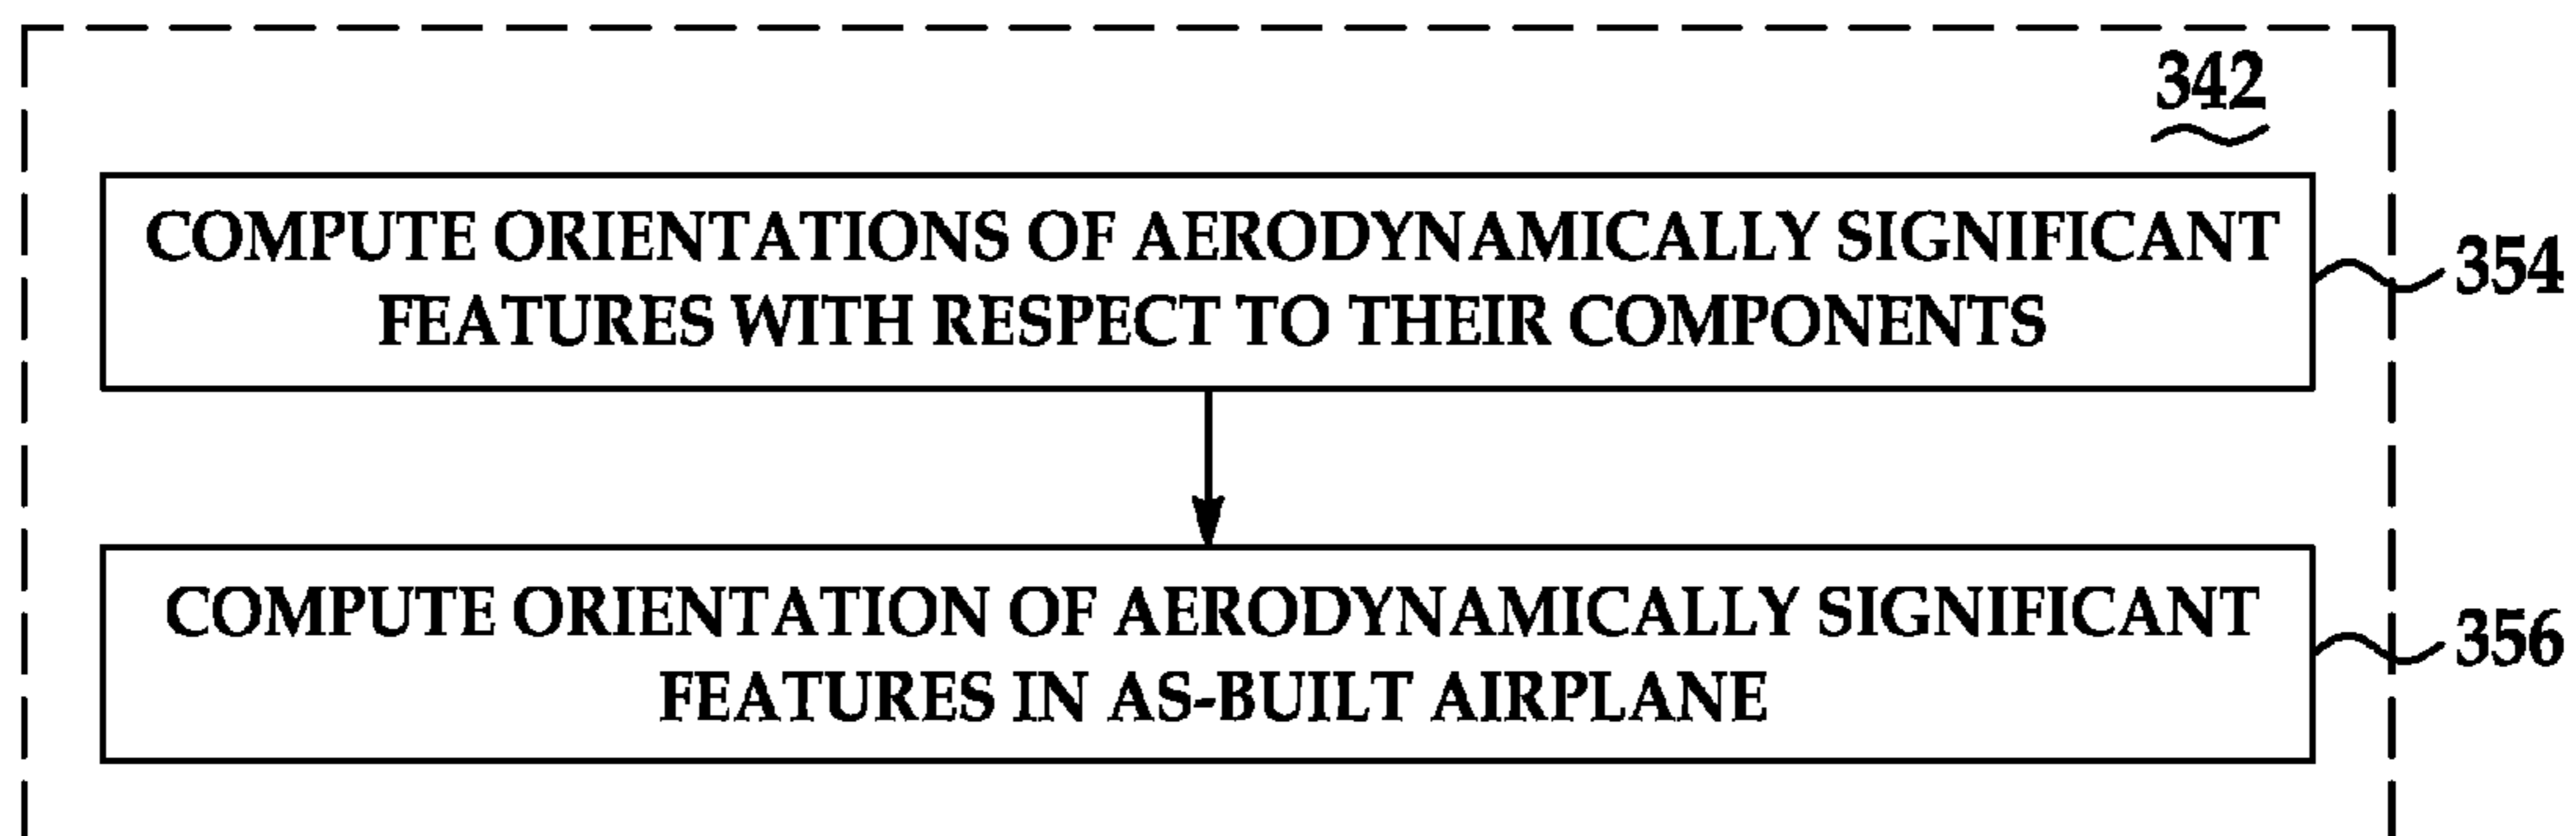 342
COMPUTE ORIENTATIONS OF AERODYNAMICALLY SIGNIFICANT
FEATURES WITH RESPECT TO THEIR COMPONENTS
354
COMPUTE ORIENTATION OF AERODYNAMICALLY SIGNIFICANT
FEATURES IN AS-BUILT AIRPLANE
356